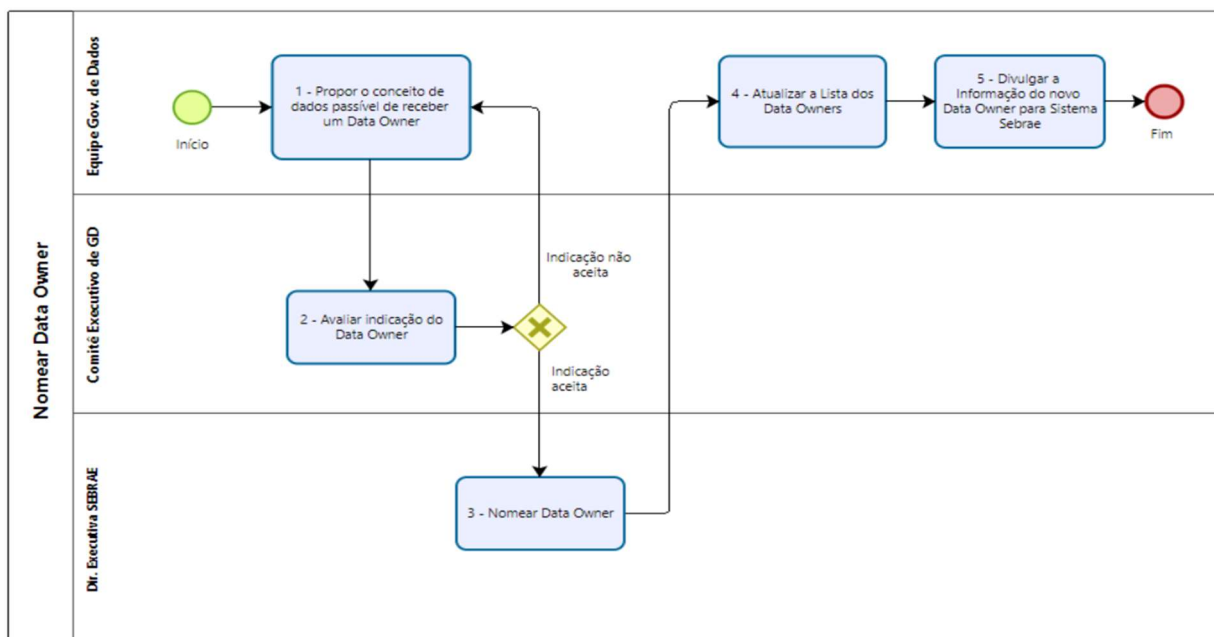 Nomear Data Owner
Equipe Gov. de Dados
Início
1 - Propor o conceito de
dados passível de receber
um Data Owner
4 - Atualizar a Lista dos
Data Owners
5 - Divulgar a
Informação do novo
Data Owner para Sistema
Sebrae
Fim
Comitê Executivo de GD
2 - Avaliar indicação do
Data Owner
Indicação não
aceita
Indicação
aceita
Dir. Executiva SEBRAE
3 - Nomear Data Owner